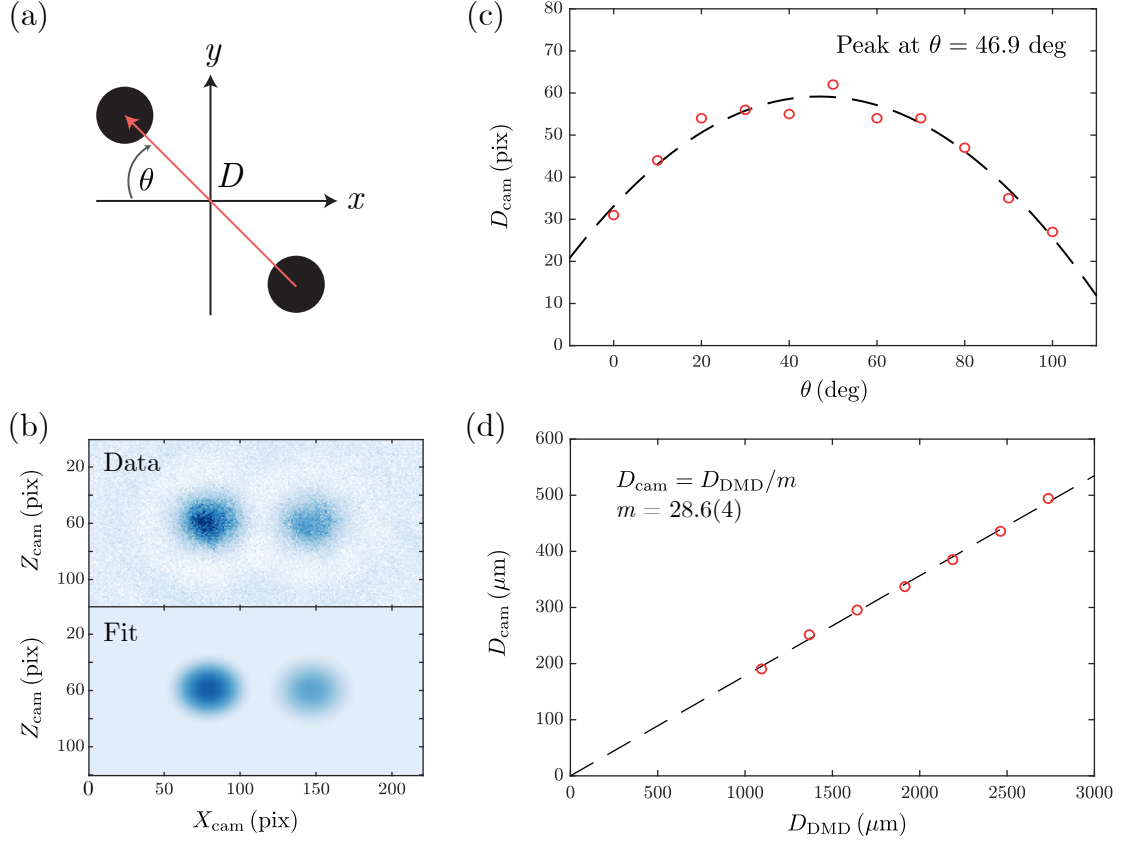 (a)
y
x
D
θ
(b)
Data
Z_cam (pix)
20
60
100
Fit
Z_cam (pix)
20
60
100
0
50
100
150
200
X_cam (pix)
(c)
Peak at θ = 46.9 deg
D_cam (pix)
80
70
60
50
40
30
20
10
0
0
20
40
60
80
100
θ (deg)
(d)
D_cam = D_DMD/m
m = 28.6(4)
D_cam (μm)
600
500
400
300
200
100
0
0
500
1000
1500
2000
2500
3000
D_DMD (μm)